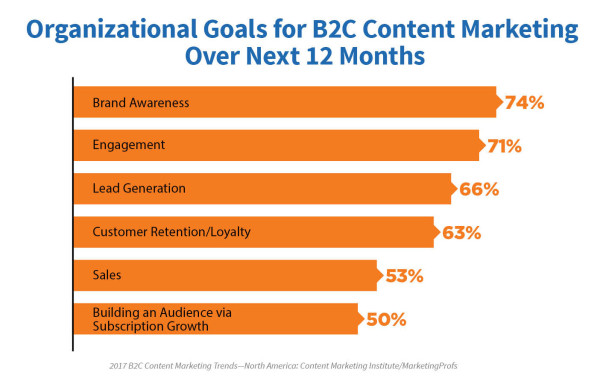 Organizational Goals for B2C Content Marketing
Over Next 12 Months
Brand Awareness 74%
Engagement 71%
Lead Generation 66%
Customer Retention/Loyalty 63%
Sales 53%
Building an Audience via
Subscription Growth 50%
2017 B2C Content Marketing Trends—North America: Content Marketing Institute/MarketingProfs